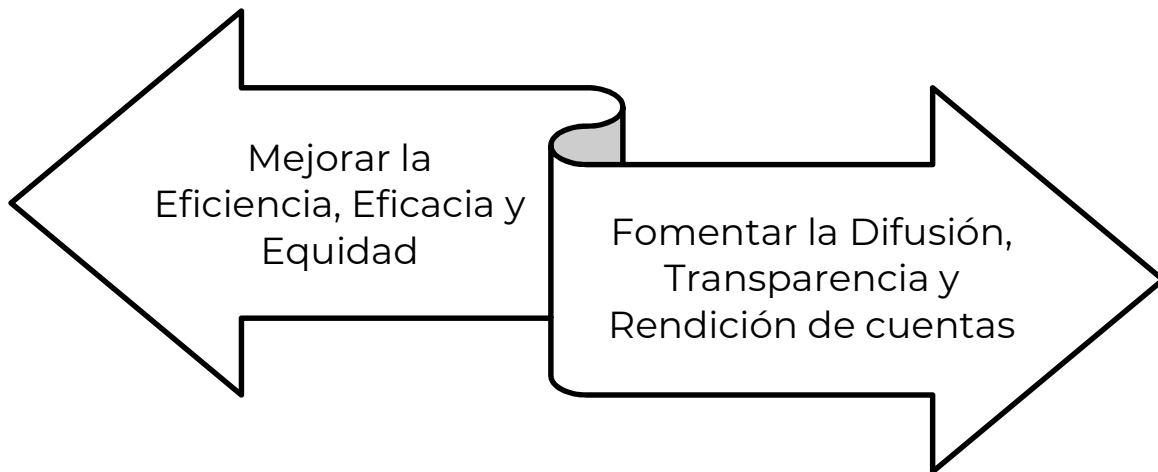 Mejorar la
Eficiencia, Eficacia y
Equidad
Fomentar la Difusión,
Transparencia y
Rendición de cuentas